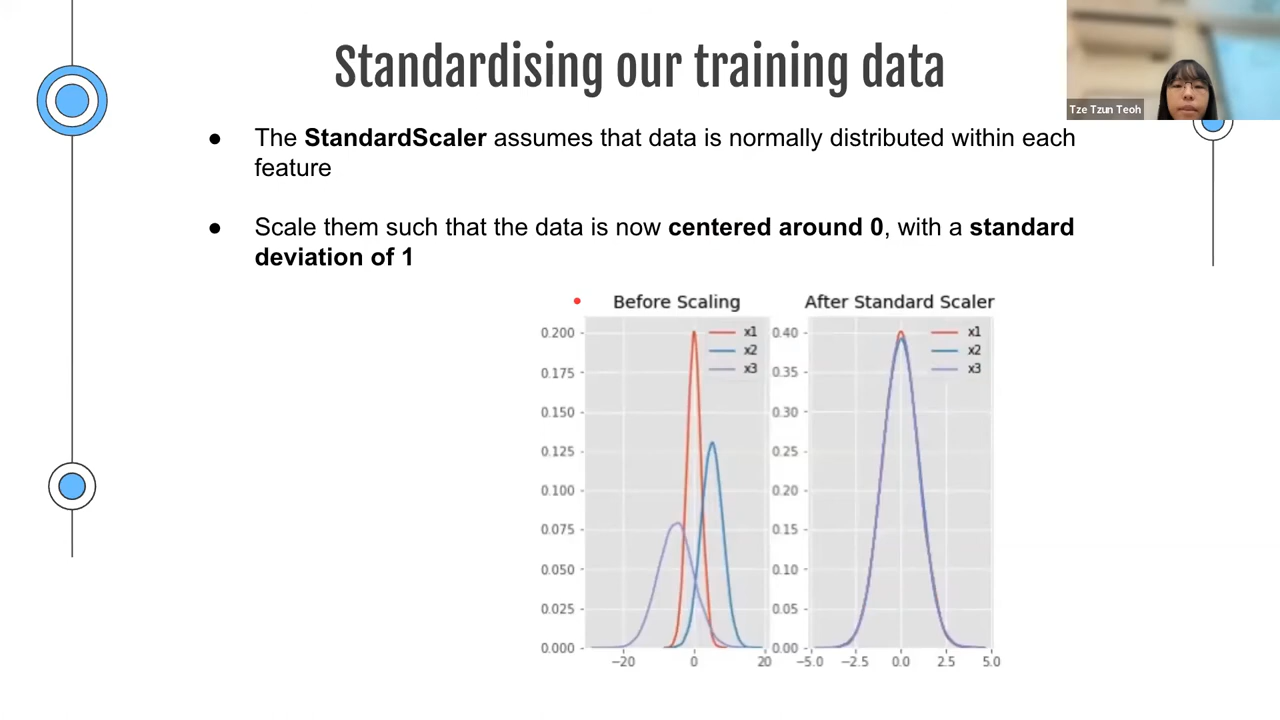 Standardising our training data
Tze Tzun Teoh
● The StandardScaler assumes that data is normally distributed within each
feature
● Scale them such that the data is now centered around 0, with a standard
deviation of 1
Before Scaling
x1
x2
x3
0.200
0.175
0.150
0.125
0.100
0.075
0.050
0.025
0.000
−20
0
20
After Standard Scaler
x1
x2
x3
0.40
0.35
0.30
0.25
0.20
0.15
0.10
0.05
0.00
−5.0
−2.5
0.0
2.5
5.0